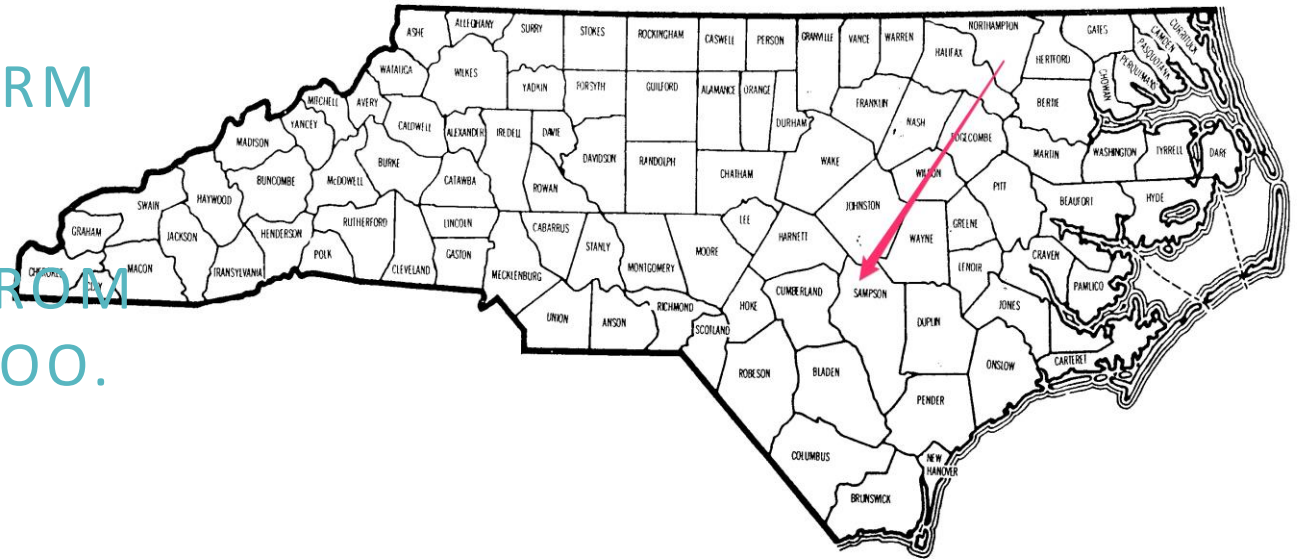 RM
ROM
OO.
ASHE
ALLEGHANY
SURRY
STOKES
ROCKINGHAM
CASWELL
PERSON
GRANVILLE
VANCE
WARREN
NORTHAMPTON
HALIFAX
GATES
HERTFORD
CURRITUCK
CAMDEN
PASQUOTANK
PERQUIMANS
CHOWAN
WATAUGA
WILKES
YADKIN
FORSYTH
GUILFORD
ALAMANCE
ORANGE
DURHAM
FRANKLIN
NASH
EDGECOMBE
BERTIE
MITCHELL
AVERY
YANCEY
CALDWELL
ALEXANDER
IREDELL
DAVIE
MADISON
DAVIDSON
RANDOLPH
CHATHAM
WAKE
WILSON
MARTIN
WASHINGTON
TYRRELL
DARE
BUNCOMBE
McDOWELL
BURKE
CATAWBA
ROWAN
PITT
BEAUFORT
HYDE
SWAIN
HAYWOOD
RUTHERFORD
LINCOLN
CABARRUS
STANLY
MONTGOMERY
MOORE
LEE
HARNETT
JOHNSTON
WAYNE
GREENE
LENOIR
CRAVEN
PAMLICO
GRAHAM
JACKSON
HENDERSON
POLK
CLEVELAND
GASTON
MECKLENBURG
CHEROKEE
CLAY
MACON
TRANSYLVANIA
UNION
ANSON
RICHMOND
SCOTLAND
HOKE
CUMBERLAND
SAMPSON
DUPLIN
JONES
ONSLOW
CARTERET
ROBESON
BLADEN
PENDER
COLUMBUS
NEW
HANOVER
BRUNSWICK